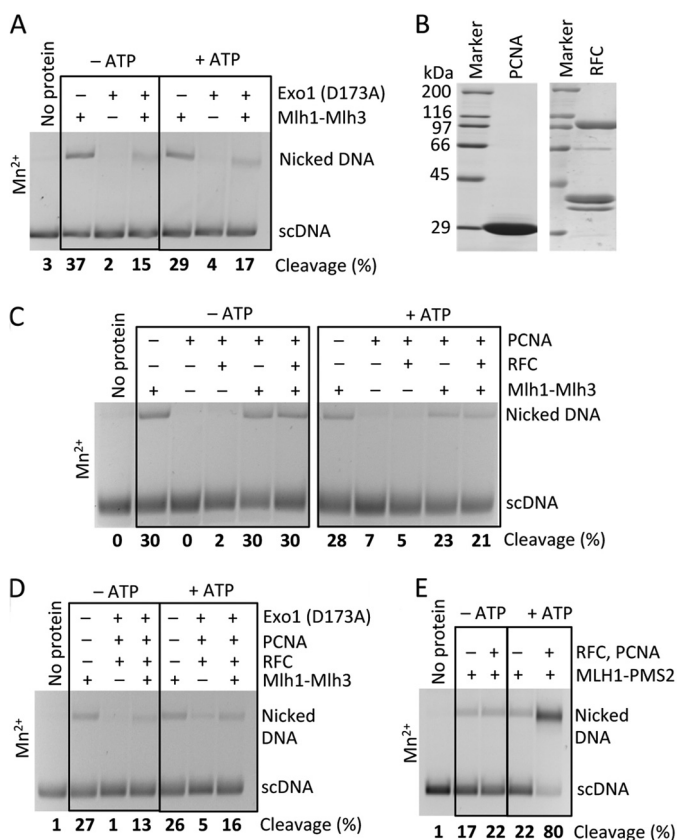 A
No protein
– ATP
+ ATP
– + + – + + Exo1 (D173A)
+ – + + – + Mlh1-Mlh3
Mn2+
Nicked DNA
scDNA
3 37 2 15 29 4 17 Cleavage (%)
B
kDa
Marker
PCNA
Marker
RFC
200
116
97
66
45
29
C
No protein
– ATP
+ ATP
– + + + + – + + + + PCNA
– – + – + – – + – + RFC
+ – – + + + – – + + Mlh1-Mlh3
Mn2+
Nicked DNA
scDNA
0 30 0 2 30 30 28 7 5 23 21 Cleavage (%)
D
No protein
– ATP
+ ATP
– + + – + + Exo1 (D173A)
– + + – + + PCNA
– + + – + + RFC
+ – + + – + Mlh1-Mlh3
Mn2+
Nicked
DNA
scDNA
1 27 1 13 26 5 16 Cleavage (%)
E
No protein
– ATP
+ ATP
– + – + RFC, PCNA
+ + + + MLH1-PMS2
Mn2+
Nicked
DNA
scDNA
1 17 22 22 80 Cleavage (%)